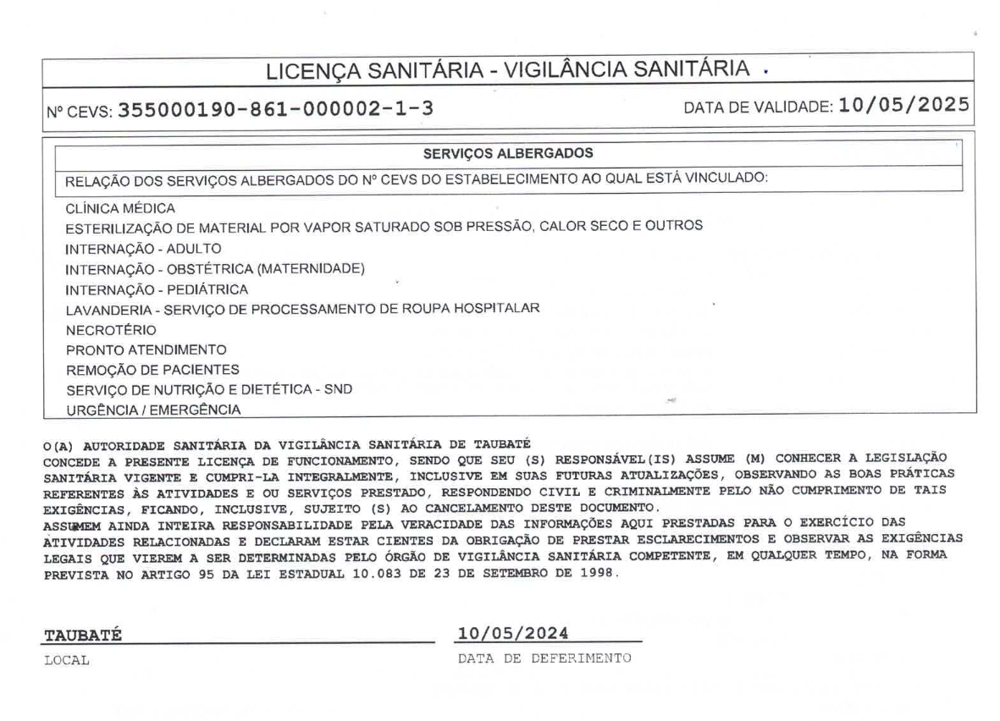 LICENÇA SANITÁRIA - VIGILÂNCIA SANITÁRIA
Nº CEVS: 355000190-861-000002-1-3 DATA DE VALIDADE: 10/05/2025
SERVIÇOS ALBERGADOS
RELAÇÃO DOS SERVIÇOS ALBERGADOS DO Nº CEVS DO ESTABELECIMENTO AO QUAL ESTÁ VINCULADO:
CLÍNICA MÉDICA
ESTERILIZAÇÃO DE MATERIAL POR VAPOR SATURADO SOB PRESSÃO, CALOR SECO E OUTROS
INTERNAÇÃO - ADULTO
INTERNAÇÃO - OBSTÉTRICA (MATERNIDADE)
INTERNAÇÃO - PEDIÁTRICA
LAVANDERIA - SERVIÇO DE PROCESSAMENTO DE ROUPA HOSPITALAR
NECROTÉRIO
PRONTO ATENDIMENTO
REMOÇÃO DE PACIENTES
SERVIÇO DE NUTRIÇÃO E DIETÉTICA - SND
URGÊNCIA / EMERGÊNCIA
O(A) AUTORIDADE SANITÁRIA DA VIGILÂNCIA SANITÁRIA DE TAUBATÉ
CONCEDE A PRESENTE LICENÇA DE FUNCIONAMENTO, SENDO QUE SEU (S) RESPONSÁVEL(IS) ASSUME (M) CONHECER A LEGISLAÇÃO
SANITÁRIA VIGENTE E CUMPRI-LA INTEGRALMENTE, INCLUSIVE EM SUAS FUTURAS ATUALIZAÇÕES, OBSERVANDO AS BOAS PRÁTICAS
REFERENTES ÀS ATIVIDADES E OU SERVIÇOS PRESTADO, RESPONDENDO CIVIL E CRIMINALMENTE PELO NÃO CUMPRIMENTO DE TAIS
EXIGÊNCIAS, FICANDO, INCLUSIVE, SUJEITO (S) AO CANCELAMENTO DESTE DOCUMENTO.
ASSUMEM AINDA INTEIRA RESPONSABILIDADE PELA VERACIDADE DAS INFORMAÇÕES AQUI PRESTADAS PARA O EXERCÍCIO DAS
ATIVIDADES RELACIONADAS E DECLARAM ESTAR CIENTES DA OBRIGAÇÃO DE PRESTAR ESCLARECIMENTOS E OBSERVAR AS EXIGÊNCIAS
LEGAIS QUE VIEREM A SER DETERMINADAS PELO ÓRGÃO DE VIGILÂNCIA SANITÁRIA COMPETENTE, EM QUALQUER TEMPO, NA FORMA
PREVISTA NO ARTIGO 95 DA LEI ESTADUAL 10.083 DE 23 DE SETEMBRO DE 1998.
TAUBATÉ 10/05/2024
LOCAL DATA DE DEFERIMENTO